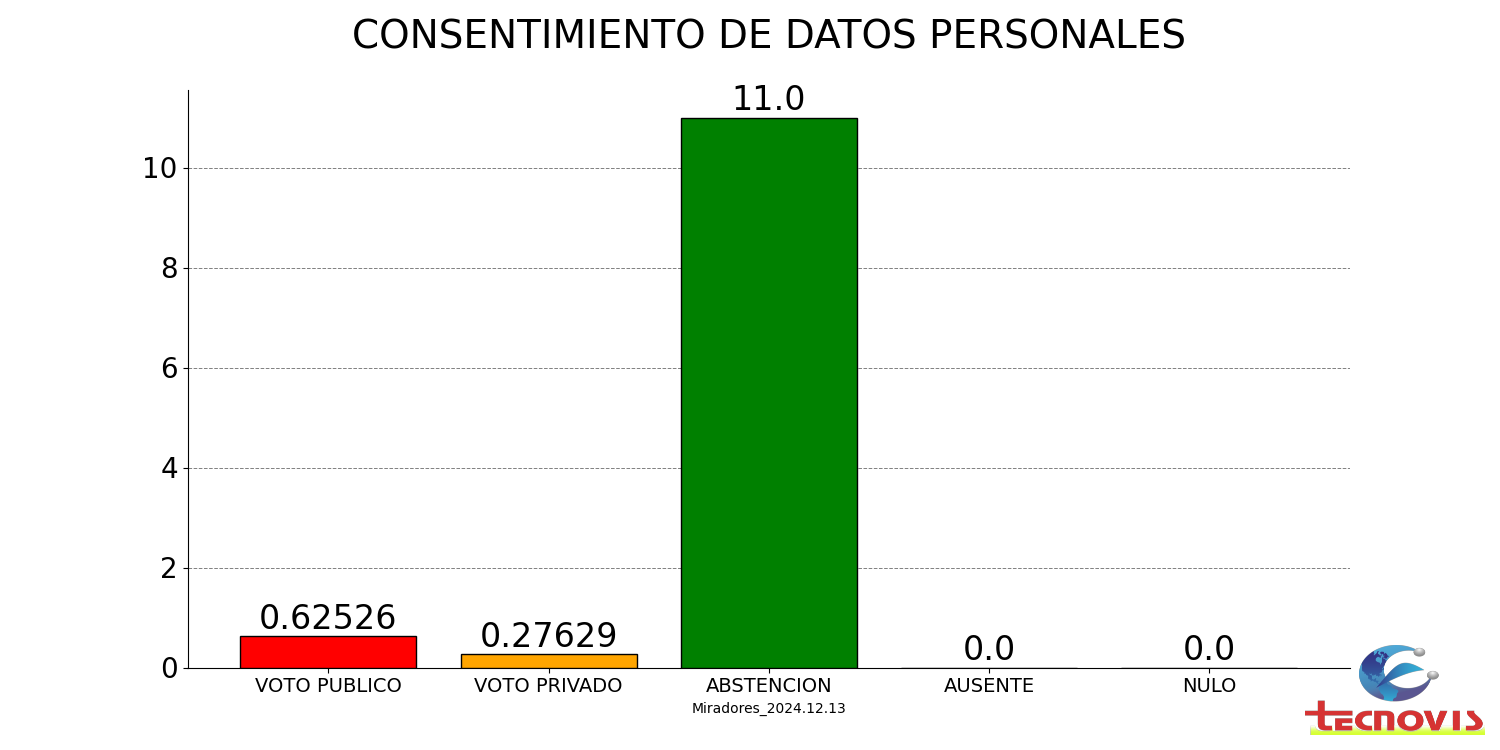 CONSENTIMIENTO DE DATOS PERSONALES
11.0
10
8
6
4
2
0
0.62526
0.27629
0.0
0.0
VOTO PUBLICO
VOTO PRIVADO
ABSTENCION
AUSENTE
NULO
Miradores_2024.12.13
tecnovis